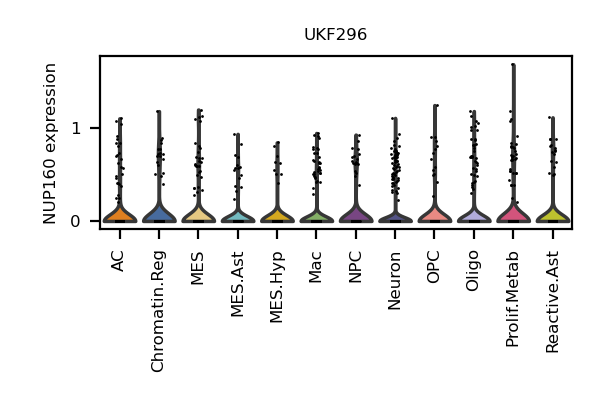 UKF296
NUP160 expression
1
0
AC
Chromatin.Reg
MES
MES.Ast
MES.Hyp
Mac
NPC
Neuron
OPC
Oligo
Prolif.Metab
Reactive.Ast